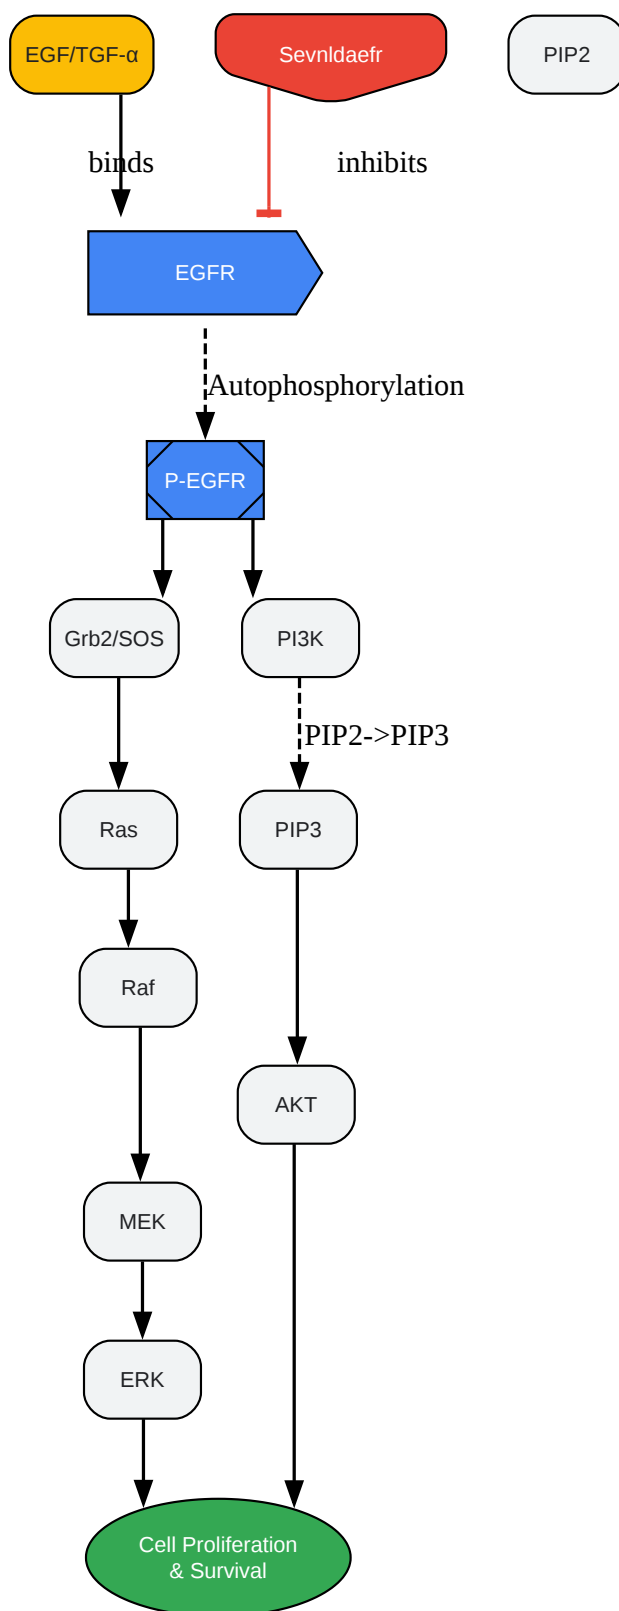 EGF/TGF-α
Sevnldaefr
PIP2
binds
inhibits
EGFR
Autophosphorylation
P-EGFR
Grb2/SOS
PI3K
PIP2->PIP3
Ras
PIP3
Raf
AKT
MEK
ERK
Cell Proliferation
& Survival